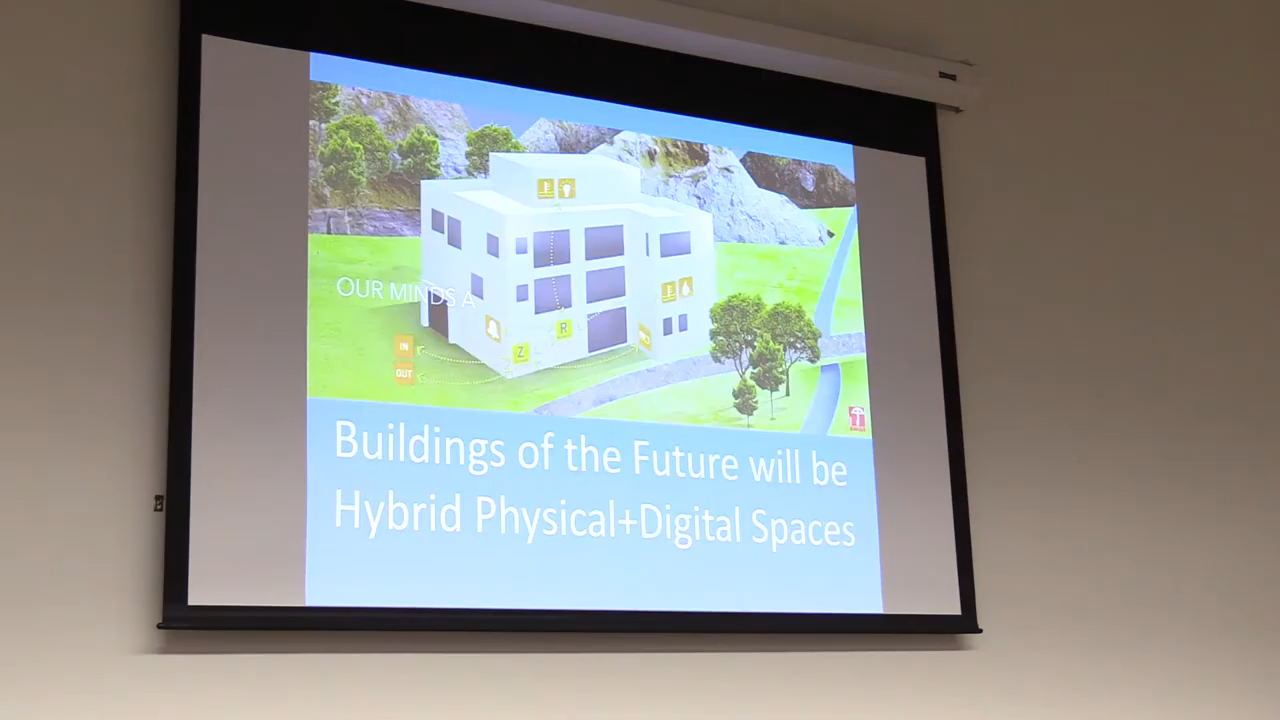 OUR MINDS A
IN
OUT
Z
R
Buildings of the Future will be
Hybrid Physical+Digital Spaces